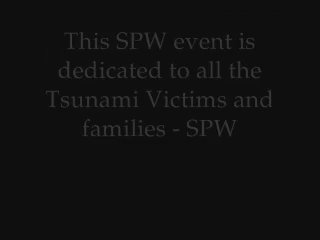 This SPW event is
dedicated to all the
Tsunami Victims and
families - SPW